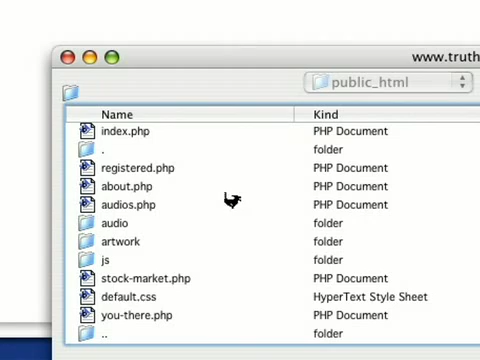 www.truth
public_html
Name Kind
index.php PHP Document
. folder
registered.php PHP Document
about.php PHP Document
audios.php PHP Document
audio folder
artwork folder
js folder
stock-market.php PHP Document
default.css HyperText Style Sheet
you-there.php PHP Document
.. folder